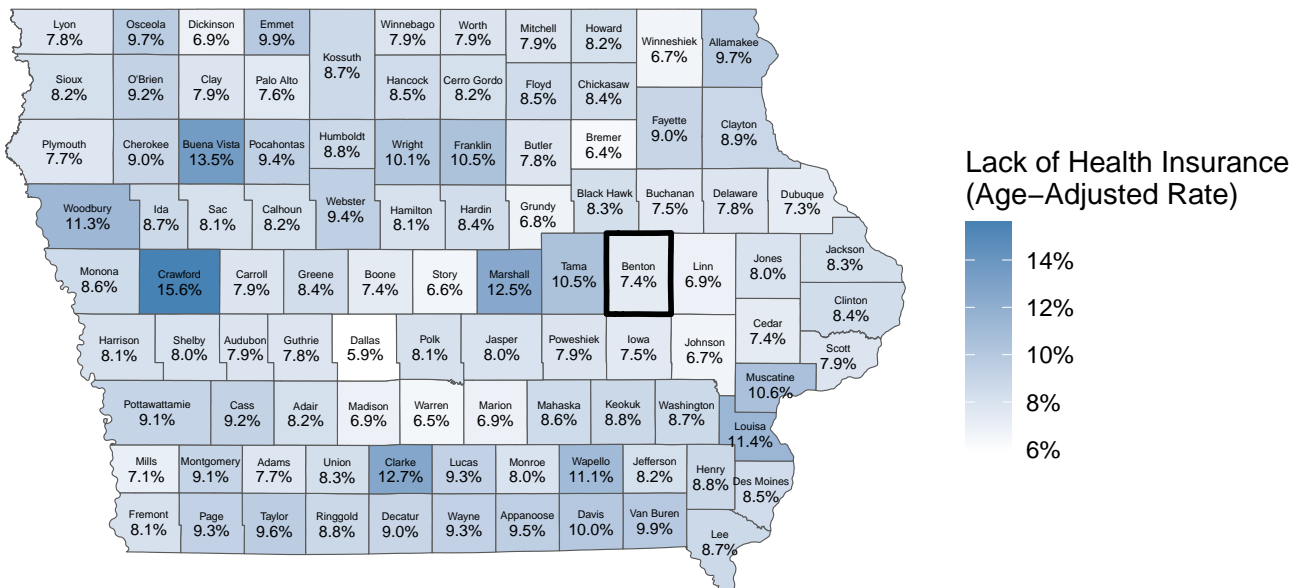 Lyon
7.8%
Osceola
9.7%
Dickinson
6.9%
Emmet
9.9%
Kossuth
8.7%
Winnebago
7.9%
Worth
7.9%
Mitchell
7.9%
Howard
8.2%
Winneshiek
6.7%
Allamakee
9.7%
Sioux
8.2%
O'Brien
9.2%
Clay
7.9%
Palo Alto
7.6%
Hancock
8.5%
Cerro Gordo
8.2%
Floyd
8.5%
Chickasaw
8.4%
Fayette
9.0%
Clayton
8.9%
Plymouth
7.7%
Cherokee
9.0%
Buena Vista
13.5%
Pocahontas
9.4%
Humboldt
8.8%
Wright
10.1%
Franklin
10.5%
Butler
7.8%
Bremer
6.4%
Woodbury
11.3%
Ida
8.7%
Sac
8.1%
Calhoun
8.2%
Webster
9.4%
Hamilton
8.1%
Hardin
8.4%
Grundy
6.8%
Black Hawk
8.3%
Buchanan
7.5%
Delaware
7.8%
Dubuque
7.3%
Monona
8.6%
Crawford
15.6%
Carroll
7.9%
Greene
8.4%
Boone
7.4%
Story
6.6%
Marshall
12.5%
Tama
10.5%
Benton
7.4%
Linn
6.9%
Jones
8.0%
Jackson
8.3%
Clinton
8.4%
Harrison
8.1%
Shelby
8.0%
Audubon
7.9%
Guthrie
7.8%
Dallas
5.9%
Polk
8.1%
Jasper
8.0%
Poweshiek
7.9%
Iowa
7.5%
Johnson
6.7%
Cedar
7.4%
Scott
7.9%
Muscatine
10.6%
Pottawattamie
9.1%
Cass
9.2%
Adair
8.2%
Madison
6.9%
Warren
6.5%
Marion
6.9%
Mahaska
8.6%
Keokuk
8.8%
Washington
8.7%
Louisa
11.4%
Mills
7.1%
Montgomery
9.1%
Adams
7.7%
Union
8.3%
Clarke
12.7%
Lucas
9.3%
Monroe
8.0%
Wapello
11.1%
Jefferson
8.2%
Henry
8.8%
Des Moines
8.5%
Fremont
8.1%
Page
9.3%
Taylor
9.6%
Ringgold
8.8%
Decatur
9.0%
Wayne
9.3%
Appanoose
9.5%
Davis
10.0%
Van Buren
9.9%
Lee
8.7%
Lack of Health Insurance
(Age−Adjusted Rate)
14%
12%
10%
8%
6%